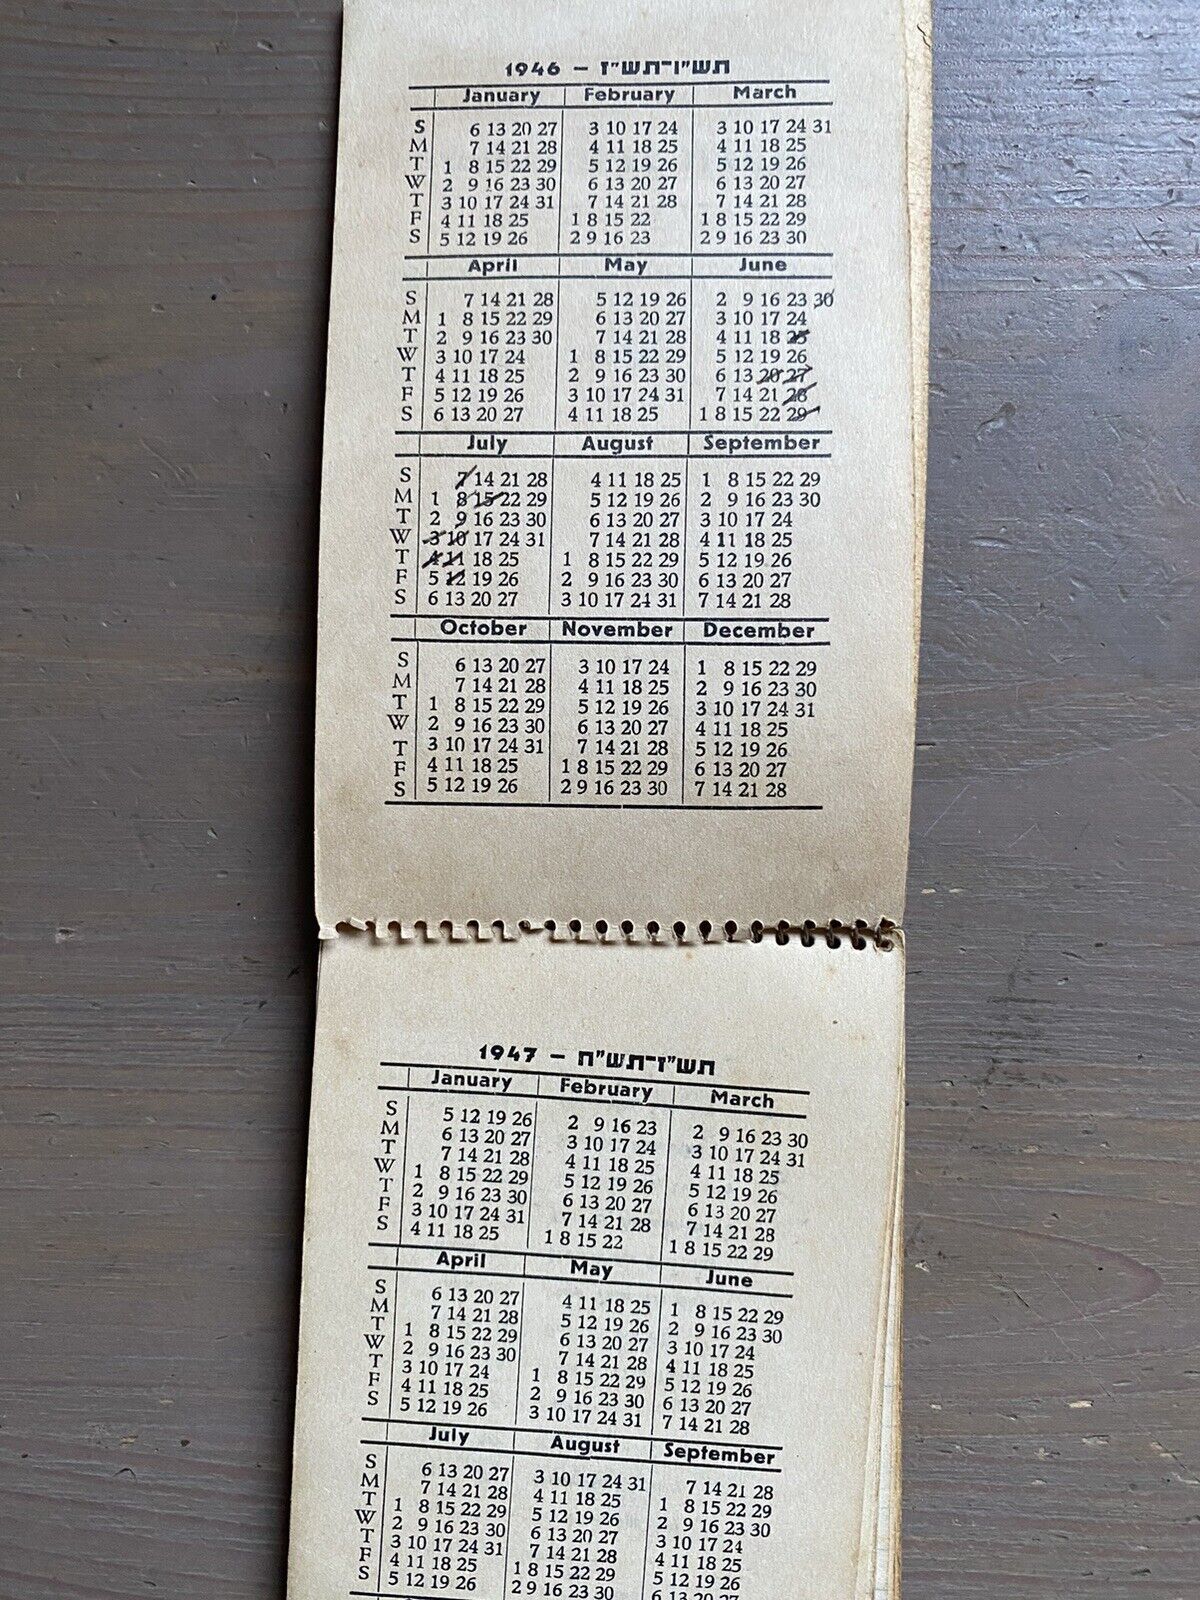 1946 – תש"ו־תש"ז
January February March
S 6 13 20 27 3 10 17 24 3 10 17 24 31
M 7 14 21 28 4 11 18 25 4 11 18 25
T 1 8 15 22 29 5 12 19 26 5 12 19 26
W 2 9 16 23 30 6 13 20 27 6 13 20 27
T 3 10 17 24 31 7 14 21 28 7 14 21 28
F 4 11 18 25 1 8 15 22 1 8 15 22 29
S 5 12 19 26 2 9 16 23 2 9 16 23 30
April May June
S 7 14 21 28 5 12 19 26 2 9 16 23 30
M 1 8 15 22 29 6 13 20 27 3 10 17 24
T 2 9 16 23 30 7 14 21 28 4 11 18 25
W 3 10 17 24 1 8 15 22 29 5 12 19 26
T 4 11 18 25 2 9 16 23 30 6 13 20 27
F 5 12 19 26 3 10 17 24 31 7 14 21 28
S 6 13 20 27 4 11 18 25 1 8 15 22 29
July August September
S 7 14 21 28 4 11 18 25 1 8 15 22 29
M 1 8 15 22 29 5 12 19 26 2 9 16 23 30
T 2 9 16 23 30 6 13 20 27 3 10 17 24
W 3 10 17 24 31 7 14 21 28 4 11 18 25
T 4 11 18 25 1 8 15 22 29 5 12 19 26
F 5 12 19 26 2 9 16 23 30 6 13 20 27
S 6 13 20 27 3 10 17 24 31 7 14 21 28
October November December
S 6 13 20 27 3 10 17 24 1 8 15 22 29
M 7 14 21 28 4 11 18 25 2 9 16 23 30
T 1 8 15 22 29 5 12 19 26 3 10 17 24 31
W 2 9 16 23 30 6 13 20 27 4 11 18 25
T 3 10 17 24 31 7 14 21 28 5 12 19 26
F 4 11 18 25 1 8 15 22 29 6 13 20 27
S 5 12 19 26 2 9 16 23 30 7 14 21 28
1947 – תש"ז־תש"ח
January February March
S 5 12 19 26 2 9 16 23 2 9 16 23 30
M 6 13 20 27 3 10 17 24 3 10 17 24 31
T 7 14 21 28 4 11 18 25 4 11 18 25
W 1 8 15 22 29 5 12 19 26 5 12 19 26
T 2 9 16 23 30 6 13 20 27 6 13 20 27
F 3 10 17 24 31 7 14 21 28 7 14 21 28
S 4 11 18 25 1 8 15 22 1 8 15 22 29
April May June
S 6 13 20 27 4 11 18 25 1 8 15 22 29
M 7 14 21 28 5 12 19 26 2 9 16 23 30
T 1 8 15 22 29 6 13 20 27 3 10 17 24
W 2 9 16 23 30 7 14 21 28 4 11 18 25
T 3 10 17 24 1 8 15 22 29 5 12 19 26
F 4 11 18 25 2 9 16 23 30 6 13 20 27
S 5 12 19 26 3 10 17 24 31 7 14 21 28
July August September
S 6 13 20 27 3 10 17 24 31 7 14 21 28
M 7 14 21 28 4 11 18 25 1 8 15 22 29
T 1 8 15 22 29 5 12 19 26 2 9 16 23 30
W 2 9 16 23 30 6 13 20 27 3 10 17 24
T 3 10 17 24 31 7 14 21 28 4 11 18 25
F 4 11 18 25 1 8 15 22 29 5 12 19 26
S 5 12 19 26 2 9 16 23 30 6 13 20 27